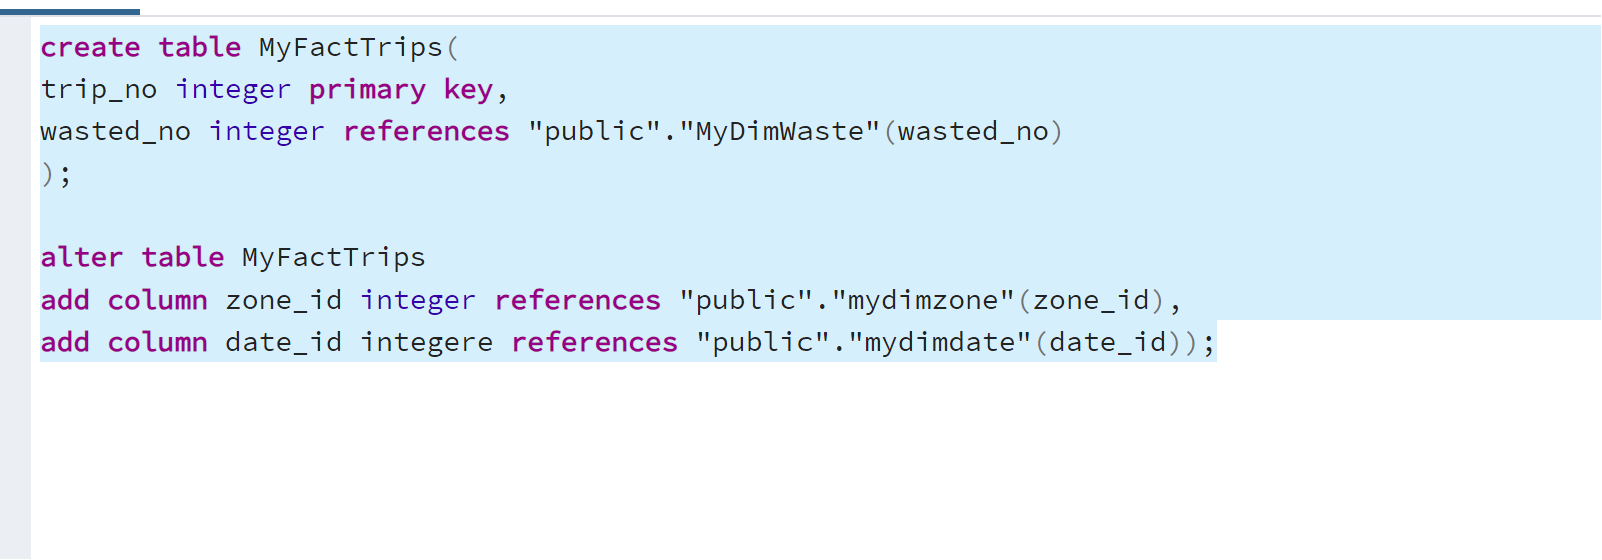 create table MyFactTrips(
trip_no integer primary key,
wasted_no integer references "public"."MyDimWaste"(wasted_no)
);
alter table MyFactTrips
add column zone_id integer references "public"."mydimzone"(zone_id),
add column date_id integere references "public"."mydimdate"(date_id));